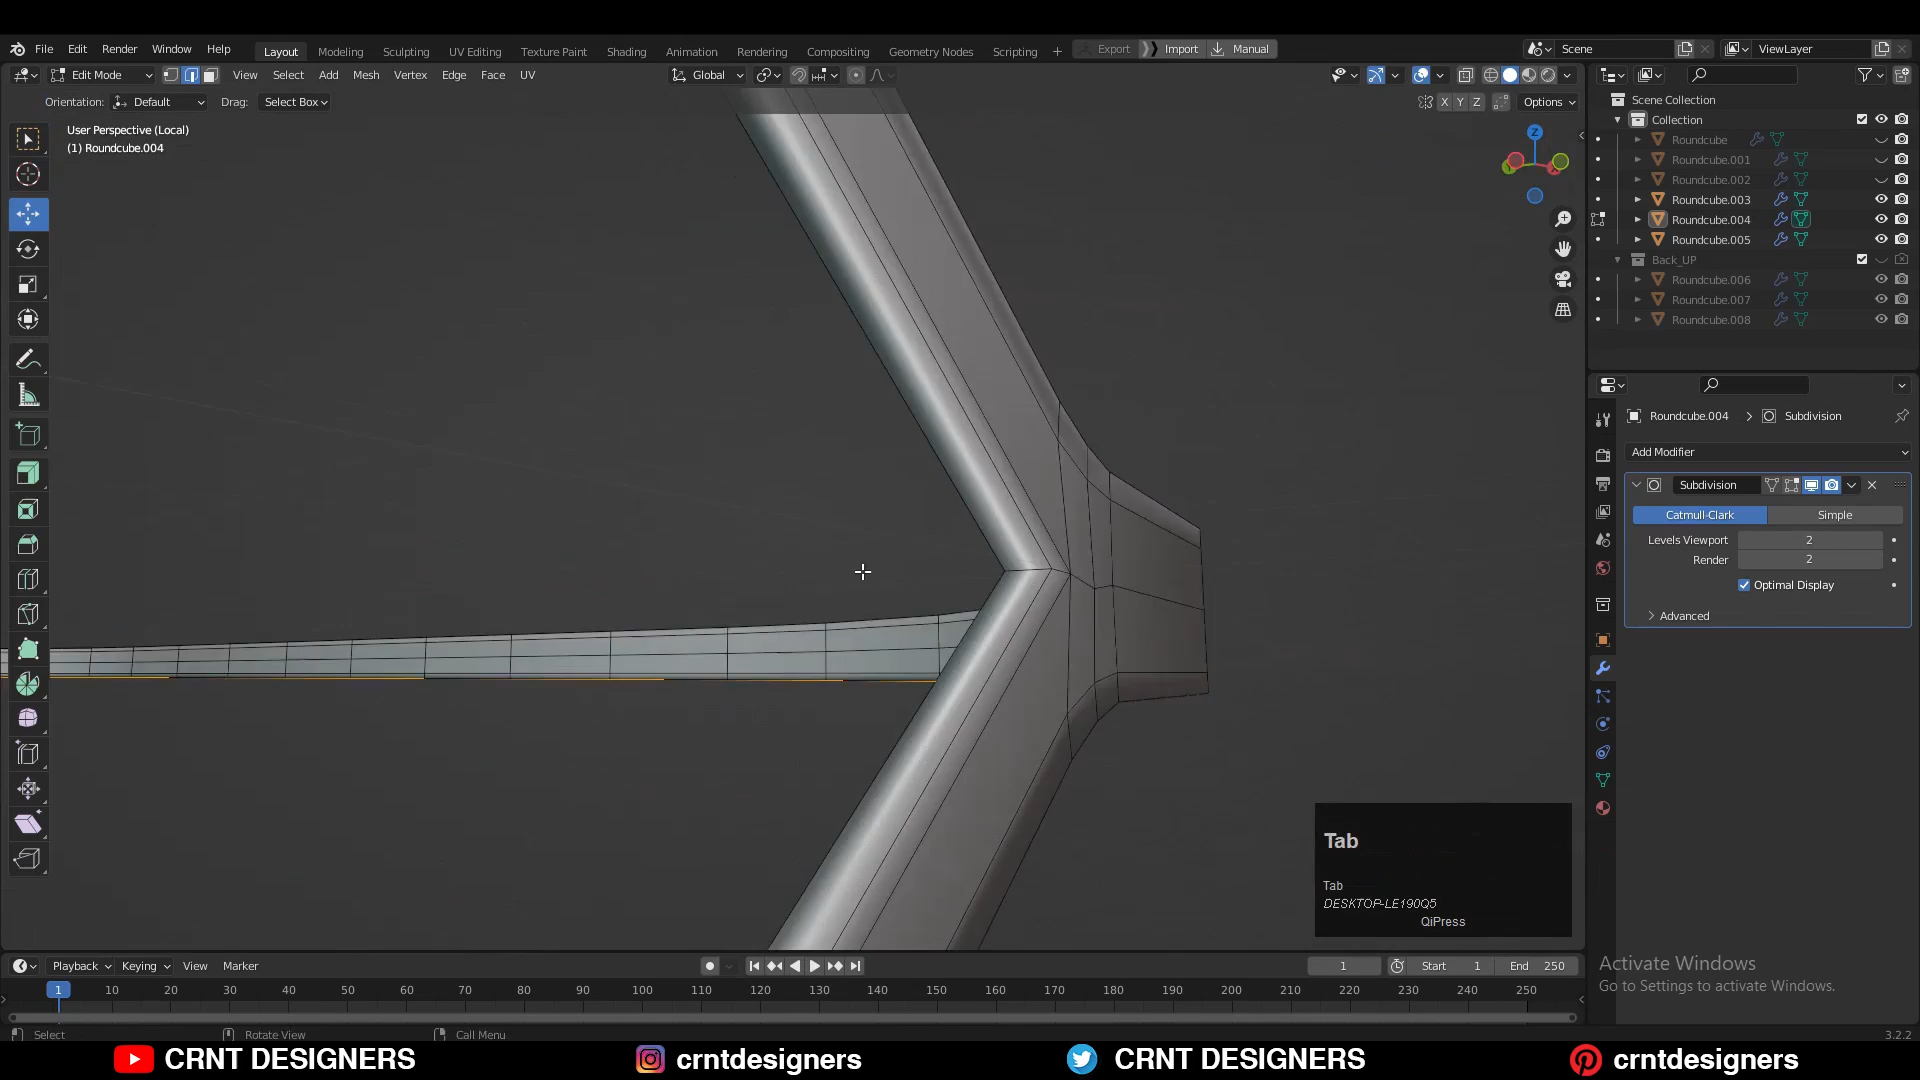 File Edit Render Window Help
Layout Modeling Sculpting UV Editing Texture Paint Shading Animation Rendering Compositing Geometry Nodes Scripting +
Export Import Manual
Scene
ViewLayer
Edit Mode View Select Add Mesh Vertex Edge Face UV
Global
Orientation: Default Drag: Select Box
X Y Z Options
User Perspective (Local)
(1) Roundcube.004
Z
Scene Collection
Collection
Roundcube
Roundcube.001
Roundcube.002
Roundcube.003
Roundcube.004
Roundcube.005
Back_UP
Roundcube.006
Roundcube.007
Roundcube.008
Roundcube.004 > Subdivision
Add Modifier
Subdivision
Catmull-Clark Simple
Levels Viewport 2
Render 2
Optimal Display
Advanced
Tab
Tab
DESKTOP-LE190Q5
QiPress
Playback Keying View Marker
1 Start 1 End 250
1 10 20 30 40 50 60 70 80 90 100 110 120 130 140 150 160 170 180 190 200 210 220 230 240 250
Activate Windows
Go to Settings to activate Windows.
Select Rotate View Call Menu
3.2.2
CRNT DESIGNERS crntdesigners CRNT DESIGNERS crntdesigners